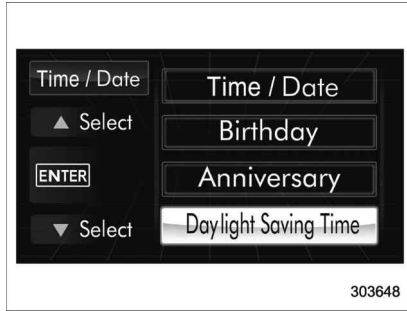 Time / Date
▲ Select
ENTER
▼ Select
Time / Date
Birthday
Anniversary
Daylight Saving Time
303648